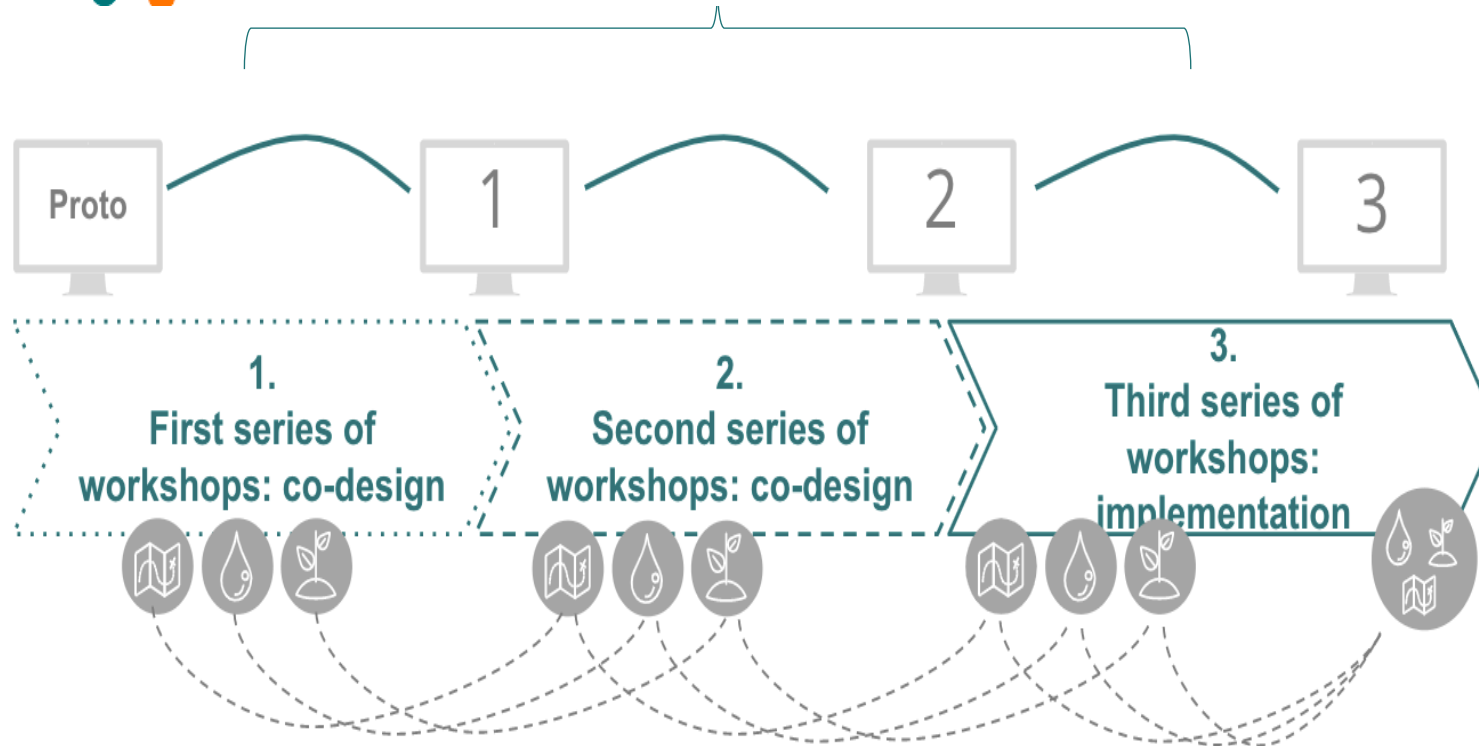 Proto
1
2
3
1.
First series of
workshops: co-design
2.
Second series of
workshops: co-design
3.
Third series of
workshops:
implementation